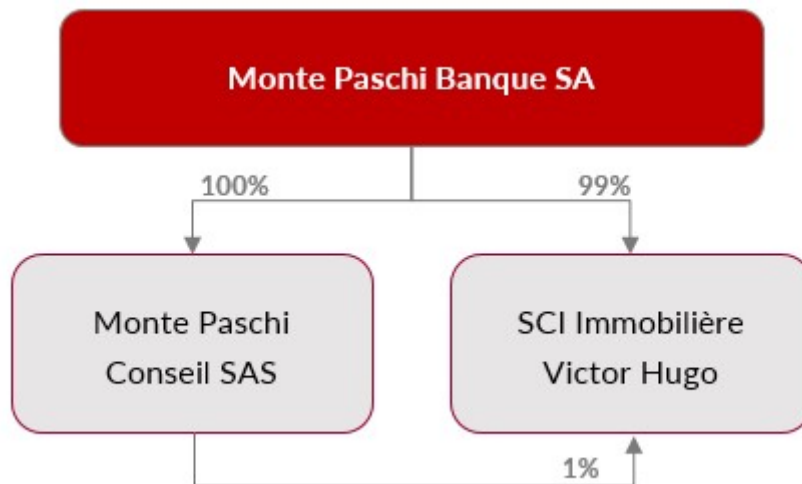 Monte Paschi Banque SA
100%
99%
Monte Paschi
Conseil SAS
SCI Immobilière
Victor Hugo
1%